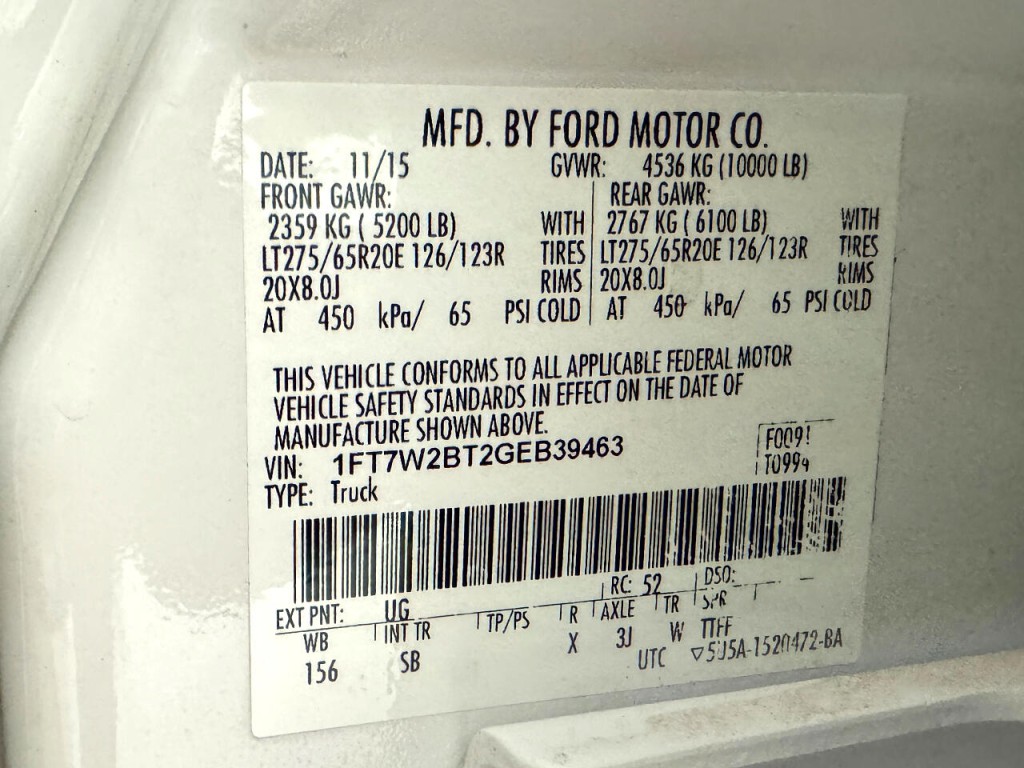 MFD. BY FORD MOTOR CO.
DATE: 11/15 GVWR: 4536 KG (10000 LB)
FRONT GAWR: REAR GAWR:
2359 KG ( 5200 LB) WITH 2767 KG ( 6100 LB) WITH
LT275/65R20E 126/123R TIRES LT275/65R20E 126/123R TIRES
20X8.0J RIMS 20X8.0J RIMS
AT 450 kPa/ 65 PSI COLD AT 450 kPa/ 65 PSI COLD
THIS VEHICLE CONFORMS TO ALL APPLICABLE FEDERAL MOTOR
VEHICLE SAFETY STANDARDS IN EFFECT ON THE DATE OF
MANUFACTURE SHOWN ABOVE.
VIN: 1FT7W2BT2GEB39463
TYPE: Truck
T0994
EXT PNT: UG RC: 52 DSO:
WB INT TR TP/PS R AXLE TR SPR
156 SB X 3J W
UTC